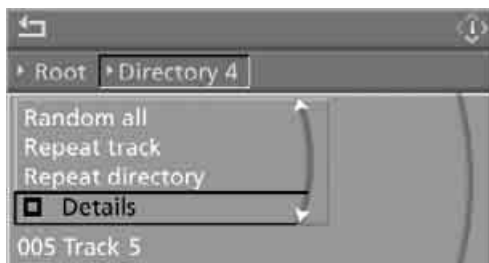 Root Directory 4
Random all
Repeat track
Repeat directory
Details
005 Track 5